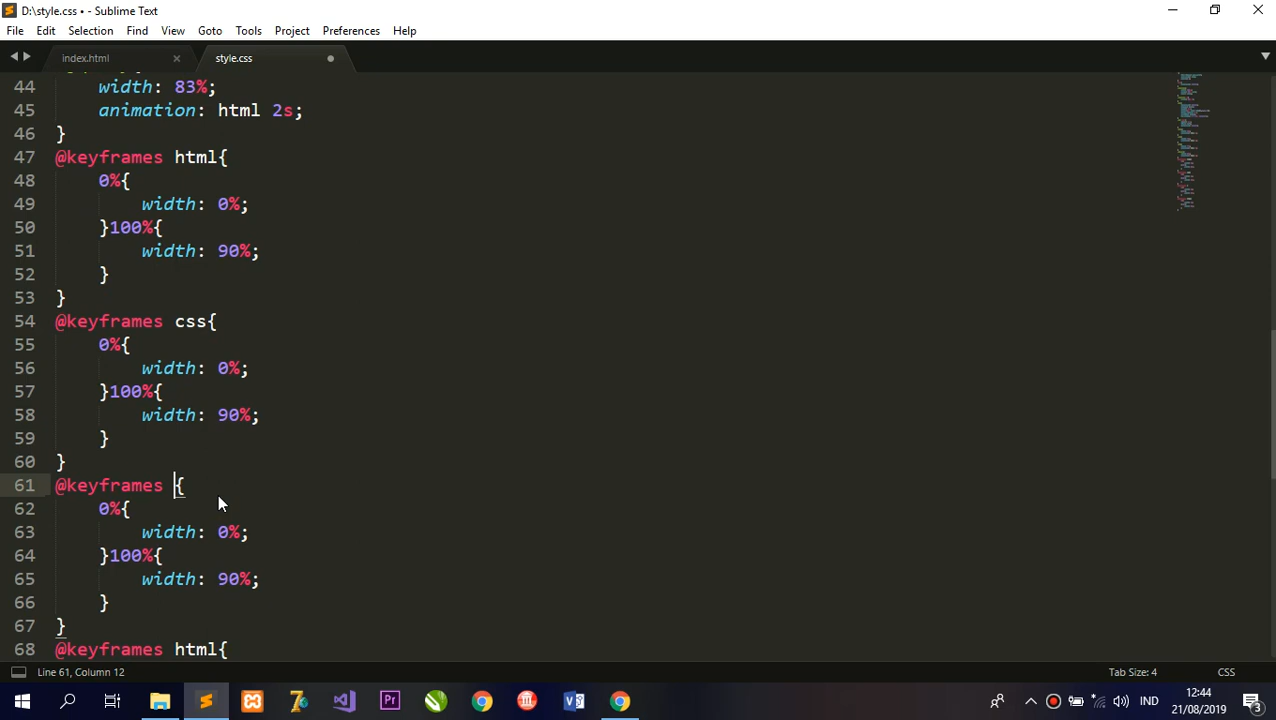 D:\style.css • - Sublime Text
File Edit Selection Find View Goto Tools Project Preferences Help
index.html
style.css
44 width: 83%;
45 animation: html 2s;
46 }
47 @keyframes html{
48 0%{
49 width: 0%;
50 }100%{
51 width: 90%;
52 }
53 }
54 @keyframes css{
55 0%{
56 width: 0%;
57 }100%{
58 width: 90%;
59 }
60 }
61 @keyframes {
62 0%{
63 width: 0%;
64 }100%{
65 width: 90%;
66 }
67 }
68 @keyframes html{
Line 61, Column 12
Tab Size: 4
CSS
IND
12:44
21/08/2019
3